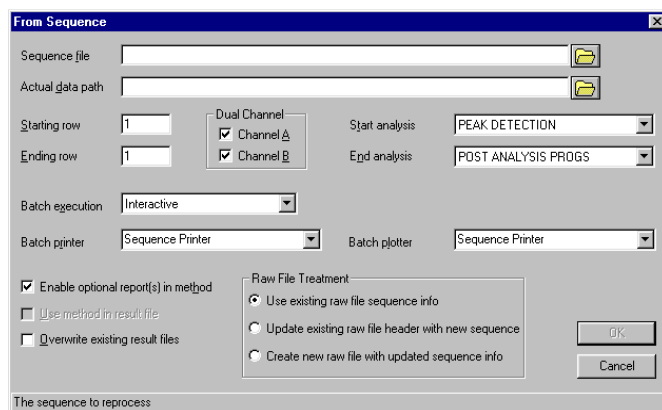 From Sequence
Sequence file
Actual data path
Starting row 1
Ending row 1
Dual Channel
Channel A
Channel B
Start analysis PEAK DETECTION
End analysis POST ANALYSIS PROGS
Batch execution Interactive
Batch printer Sequence Printer
Batch plotter Sequence Printer
Enable optional report(s) in method
Use method in result file
Overwrite existing result files
Raw File Treatment
Use existing raw file sequence info
Update existing raw file header with new sequence
Create new raw file with updated sequence info
OK
Cancel
The sequence to reprocess